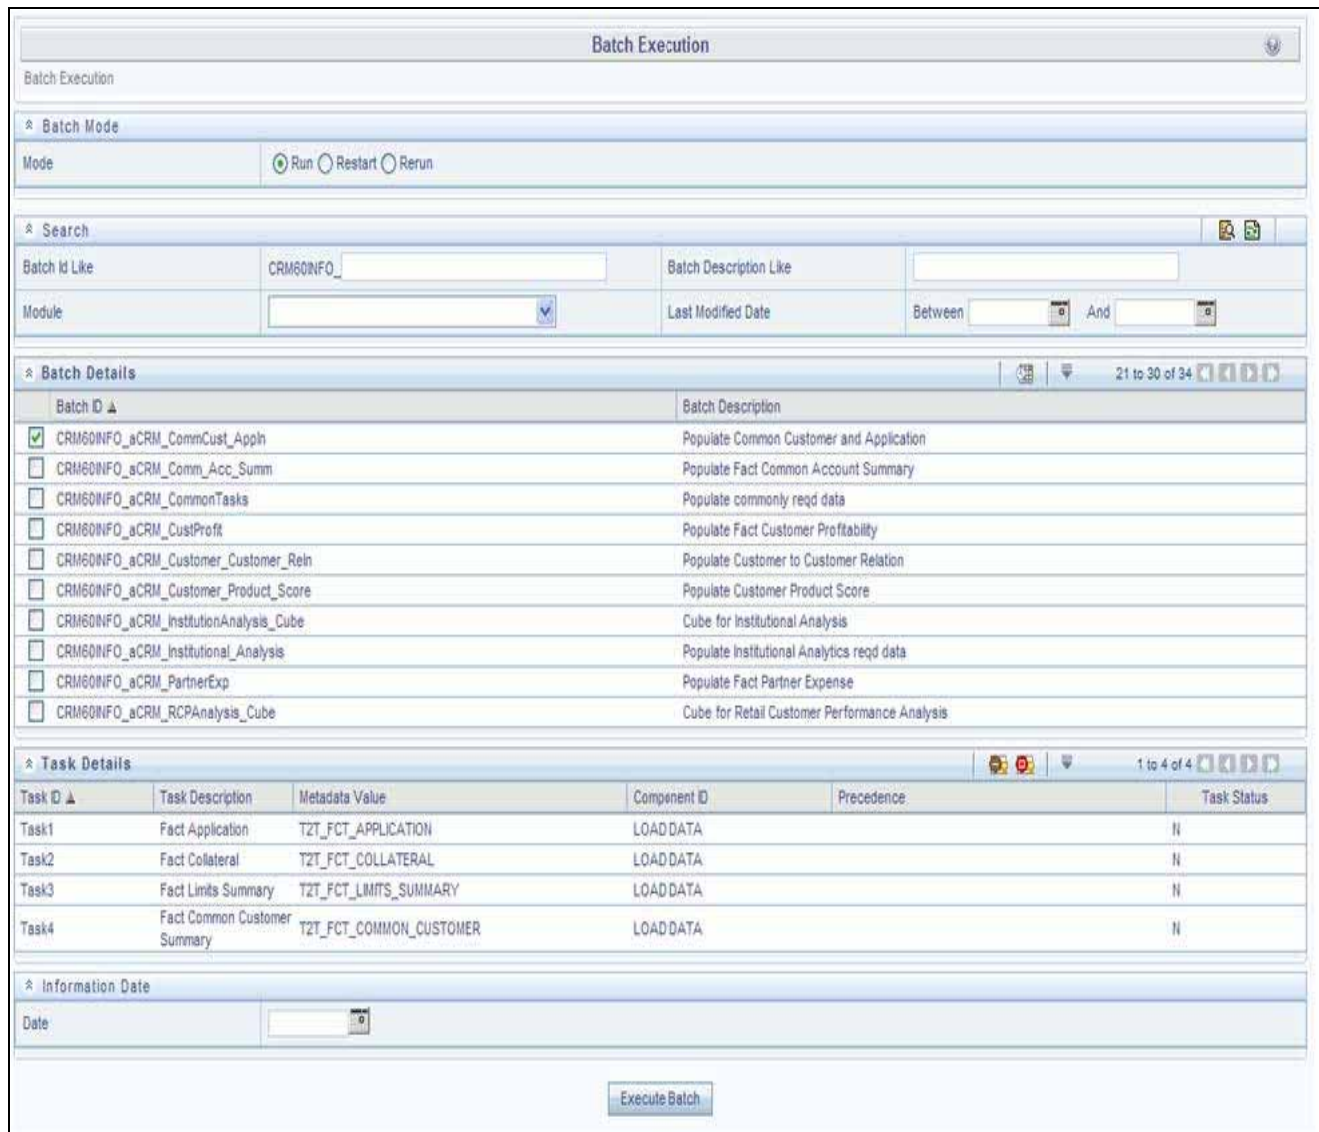 Batch Execution
Batch Execution
Batch Mode
Mode Run Restart Rerun
Search
Batch Id Like CRM60INFO_ Batch Description Like
Module Last Modified Date Between And
Batch Details 21 to 30 of 34
Batch ID Batch Description
CRM60INFO_aCRM_CommCust_Appln Populate Common Customer and Application
CRM60INFO_aCRM_Comm_Acc_Summ Populate Fact Common Account Summary
CRM60INFO_aCRM_CommonTasks Populate commonly reqd data
CRM60INFO_aCRM_CustProfit Populate Fact Customer Profitability
CRM60INFO_aCRM_Customer_Customer_Reln Populate Customer to Customer Relation
CRM60INFO_aCRM_Customer_Product_Score Populate Customer Product Score
CRM60INFO_aCRM_InstitutionAnalysis_Cube Cube for Institutional Analysis
CRM60INFO_aCRM_Institutional_Analysis Populate Institutional Analytics reqd data
CRM60INFO_aCRM_PartnerExp Populate Fact Partner Expense
CRM60INFO_aCRM_RCPAnalysis_Cube Cube for Retail Customer Performance Analysis
Task Details 1 to 4 of 4
Task ID Task Description Metadata Value Component ID Precedence Task Status
Task1 Fact Application T2T_FCT_APPLICATION LOAD DATA N
Task2 Fact Collateral T2T_FCT_COLLATERAL LOAD DATA N
Task3 Fact Limits Summary T2T_FCT_LIMITS_SUMMARY LOAD DATA N
Task4 Fact Common Customer Summary T2T_FCT_COMMON_CUSTOMER LOAD DATA N
Information Date
Date
Execute Batch